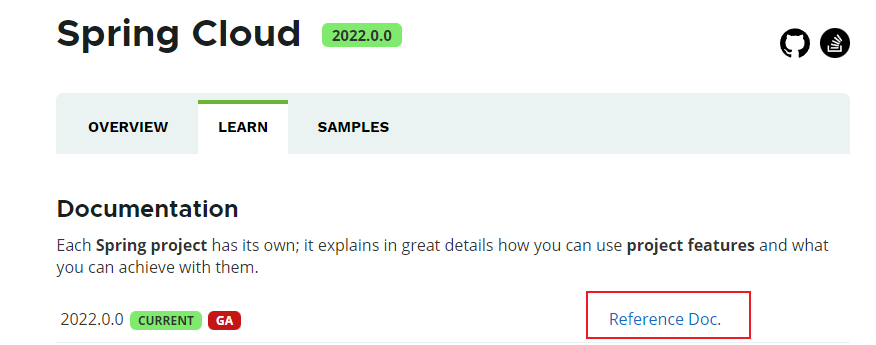 Spring Cloud 2022.0.0
OVERVIEW LEARN SAMPLES
Documentation
Each Spring project has its own; it explains in great details how you can use project features and what
you can achieve with them.
2022.0.0 CURRENT GA Reference Doc.